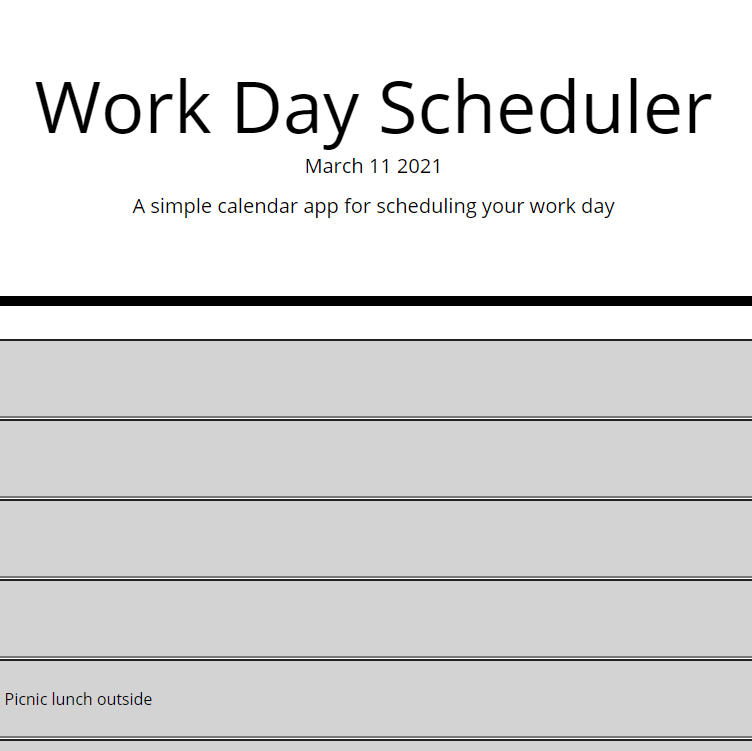 Work Day Scheduler
March 11 2021
A simple calendar app for scheduling your work day
Picnic lunch outside